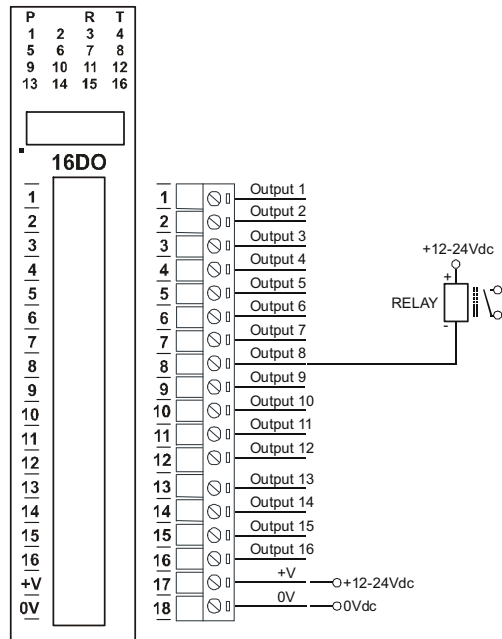 P R T
1 2 3 4
5 6 7 8
9 10 11 12
13 14 15 16
16DO
1
2
3
4
5
6
7
8
9
10
11
12
13
14
15
16
+V
0V
1 Output 1
2 Output 2
3 Output 3
4 Output 4
5 Output 5
6 Output 6
7 Output 7
8 Output 8
9 Output 9
10 Output 10
11 Output 11
12 Output 12
13 Output 13
14 Output 14
15 Output 15
16 Output 16
17 +V +12-24Vdc
18 0V 0Vdc
+12-24Vdc
+
RELAY
-